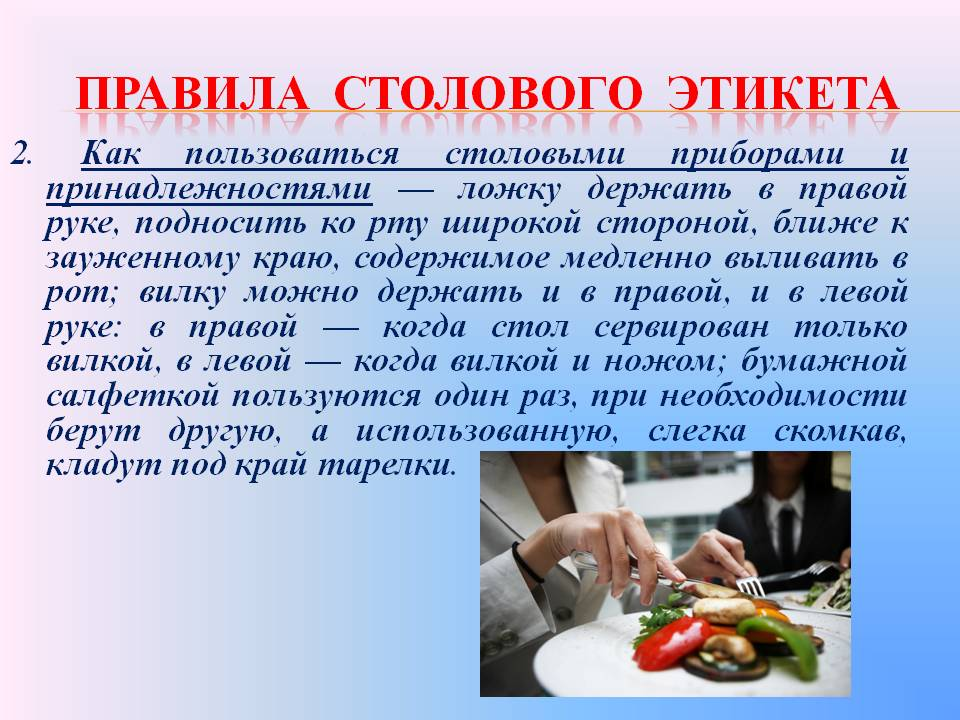 ПРАВИЛА СТОЛОВОГО ЭТИКЕТА
2. Как пользоваться столовыми приборами и
принадлежностями — ложку держать в правой
руке, подносить ко рту широкой стороной, ближе к
зауженному краю, содержимое медленно выливать в
рот; вилку можно держать и в правой, и в левой
руке: в правой — когда стол сервирован только
вилкой, в левой — когда вилкой и ножом; бумажной
салфеткой пользуются один раз, при необходимости
берут другую, а использованную, слегка скомкав,
кладут под край тарелки.